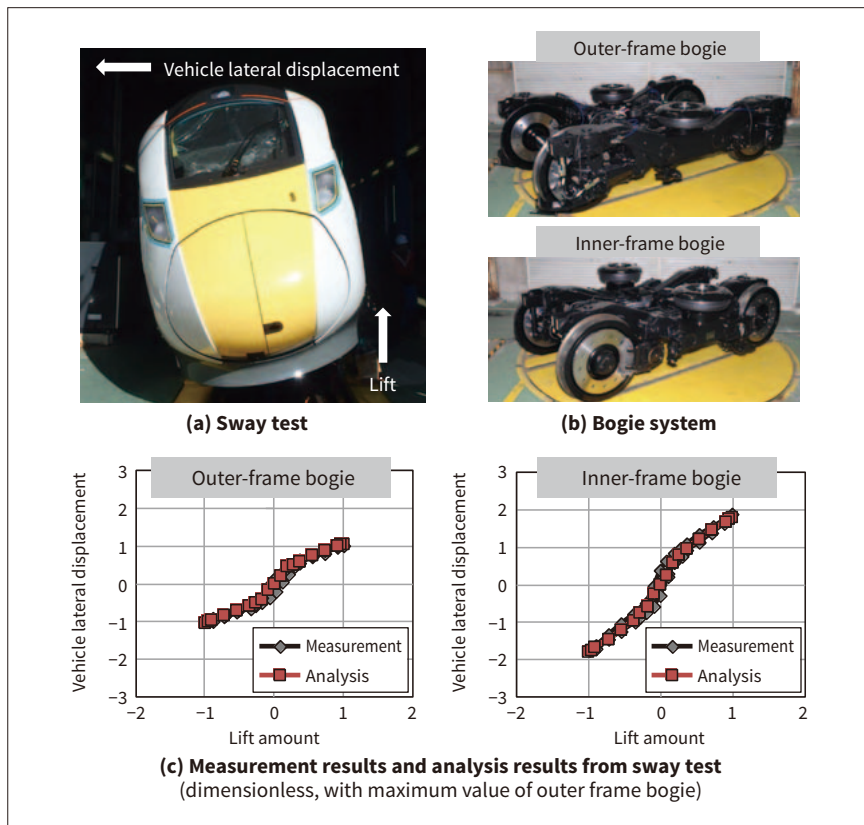 Vehicle lateral displacement
Lift
(a) Sway test
Outer-frame bogie
Inner-frame bogie
(b) Bogie system
Outer-frame bogie
Vehicle lateral displacement
3
2
1
0
−1
−2
−3
Measurement
Analysis
−2
−1
0
1
2
Lift amount
Inner-frame bogie
Vehicle lateral displacement
3
2
1
0
−1
−2
−3
Measurement
Analysis
−2
−1
0
1
2
Lift amount
(c) Measurement results and analysis results from sway test
(dimensionless, with maximum value of outer frame bogie)